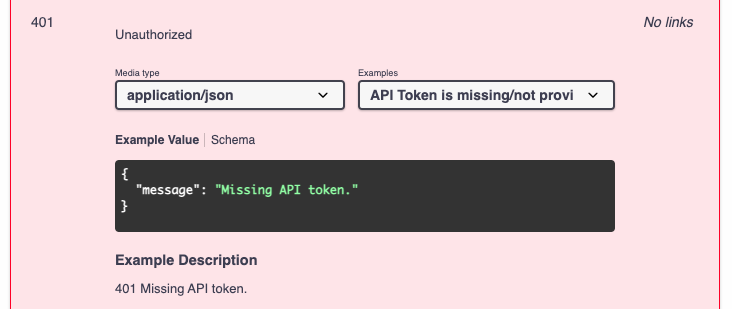 401
No links
Unauthorized
Media type
Examples
application/json
API Token is missing/not provi
Example Value
Schema
{
"message": "Missing API token."
}
Example Description
401 Missing API token.